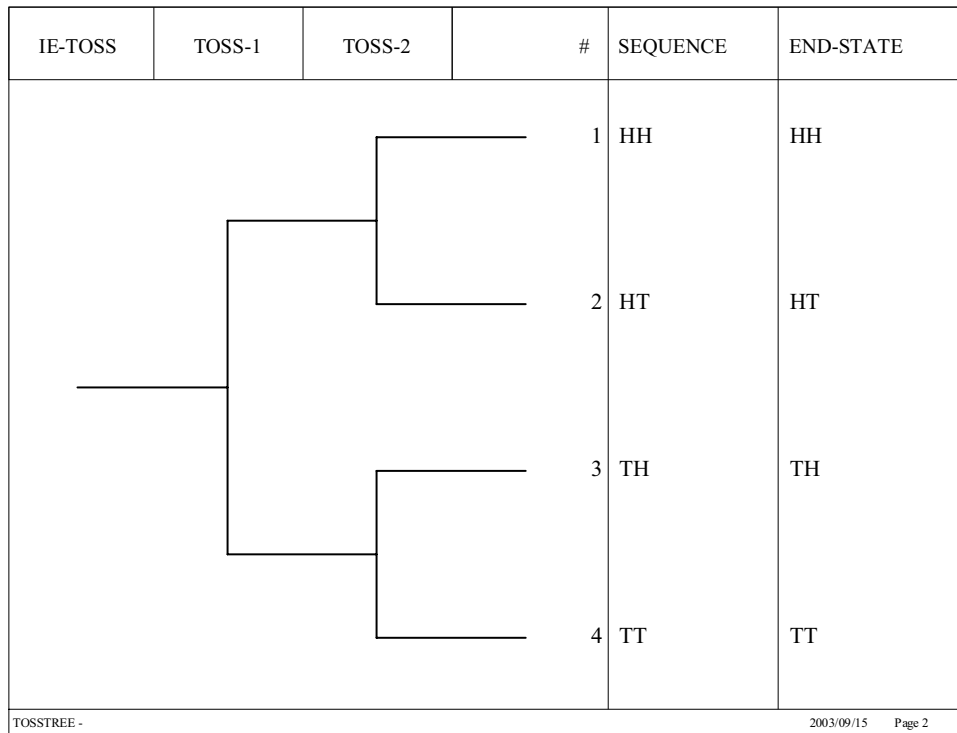 IE-TOSS TOSS-1 TOSS-2 # SEQUENCE END-STATE
1 HH HH
2 HT HT
3 TH TH
4 TT TT
TOSSTREE - 2003/09/15 Page 2